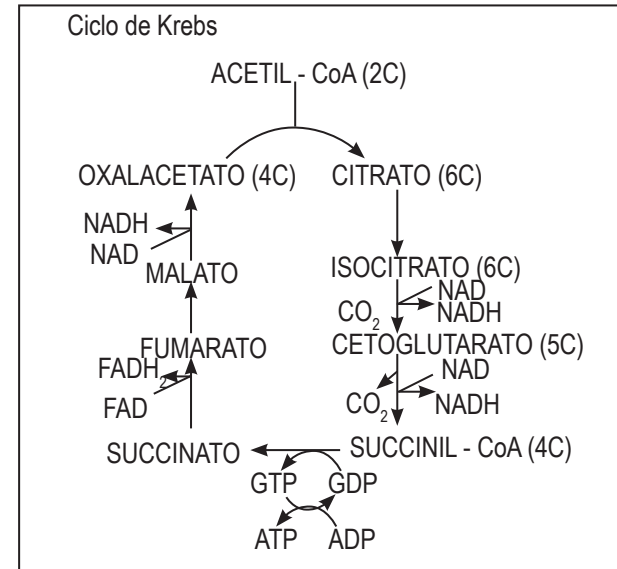 Ciclo de Krebs
ACETIL - CoA (2C)
OXALACETATO (4C) CITRATO (6C)
NADH
NAD
MALATO
ISOCITRATO (6C)
NAD
CO₂ NADH
FUMARATO CETOGLUTARATO (5C)
FADH₂ NAD
FAD CO₂ NADH
SUCCINATO SUCCINIL - CoA (4C)
GTP GDP
ATP ADP